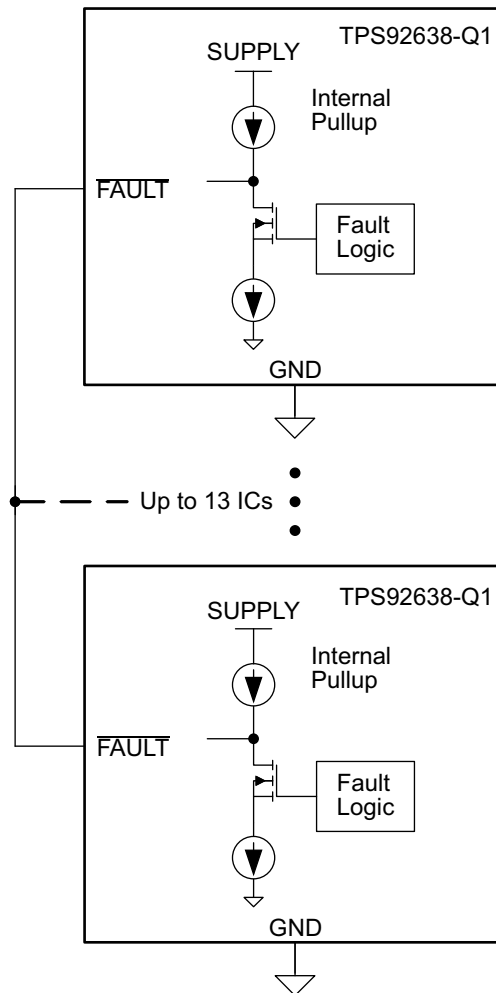 TPS92638-Q1
SUPPLY
Internal
Pullup
FAULT
Fault
Logic
GND
Up to 13 ICs
TPS92638-Q1
SUPPLY
Internal
Pullup
FAULT
Fault
Logic
GND